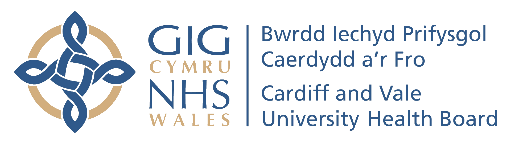 GIG
CYMRU
NHS
WALES
Bwrdd Iechyd Prifysgol
Caerdydd a'r Fro
Cardiff and Vale
University Health Board